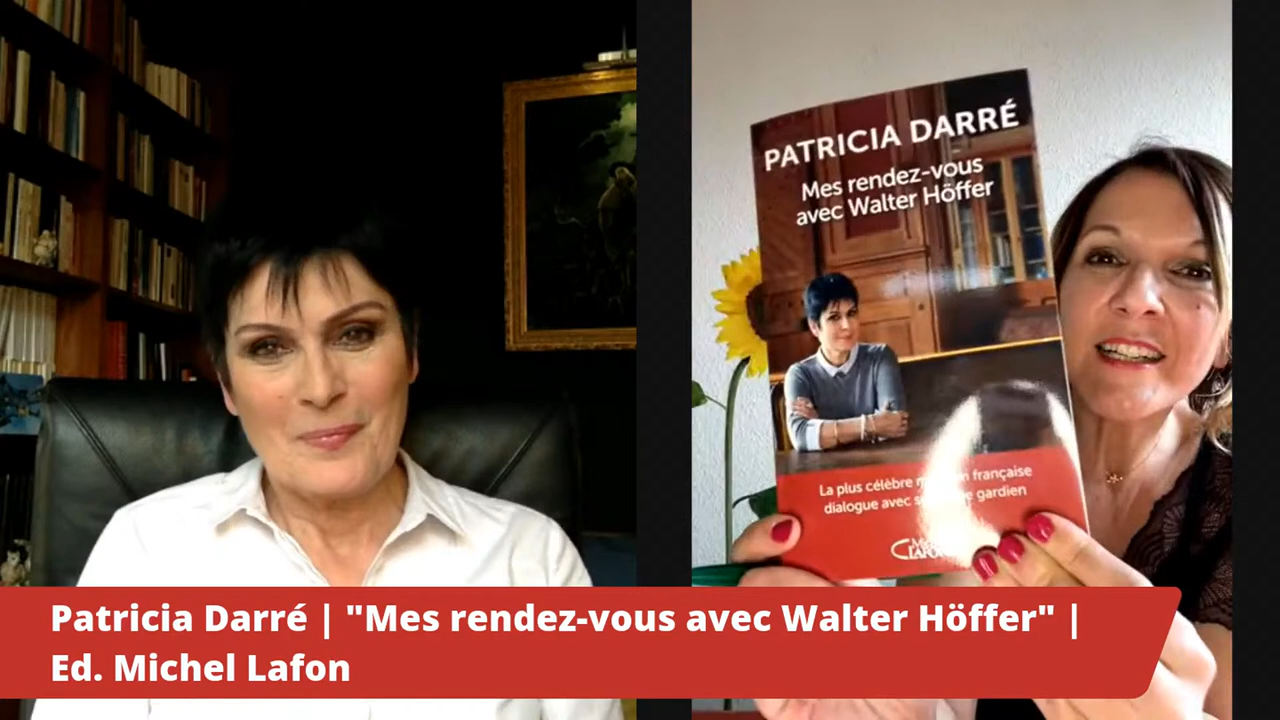 PATRICIA DARRÉ
Mes rendez-vous
avec Walter Höffer
La plus célèbre française
dialogue avec gardien
Patricia Darré | "Mes rendez-vous avec Walter Höffer" |
Ed. Michel Lafon